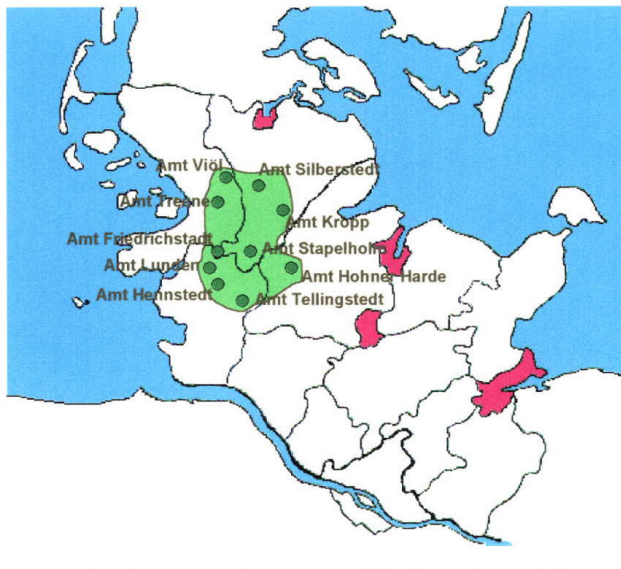 Amt Viöl
Amt Silberstedt
Amt Treene
Amt Kropp
Amt Friedrichstadt
Amt Stapelholm
Amt Lunden
Amt Hohner Harde
Amt Hennstedt
Amt Tellingstedt